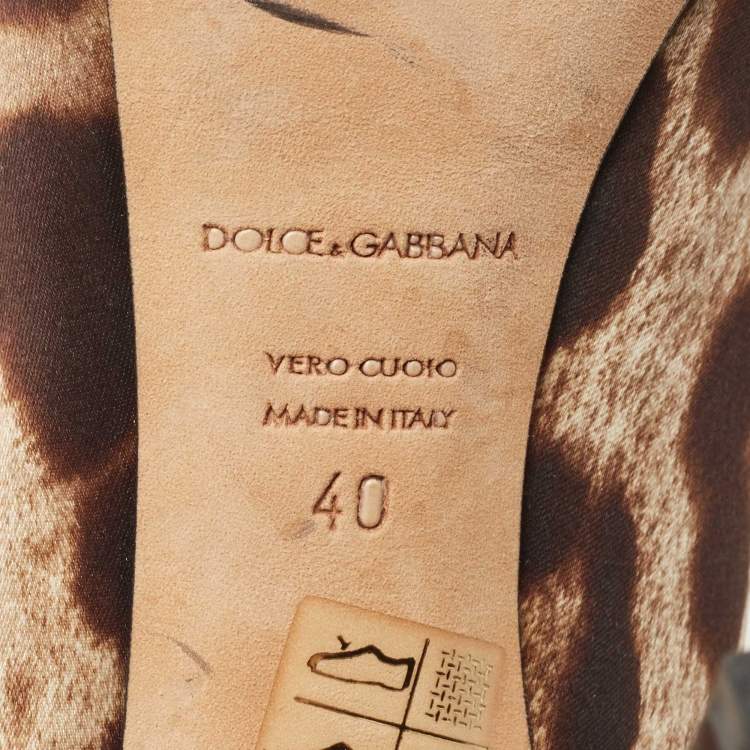 DOLCE & GABBANA
VERO CUOIO
MADE IN ITALY
40